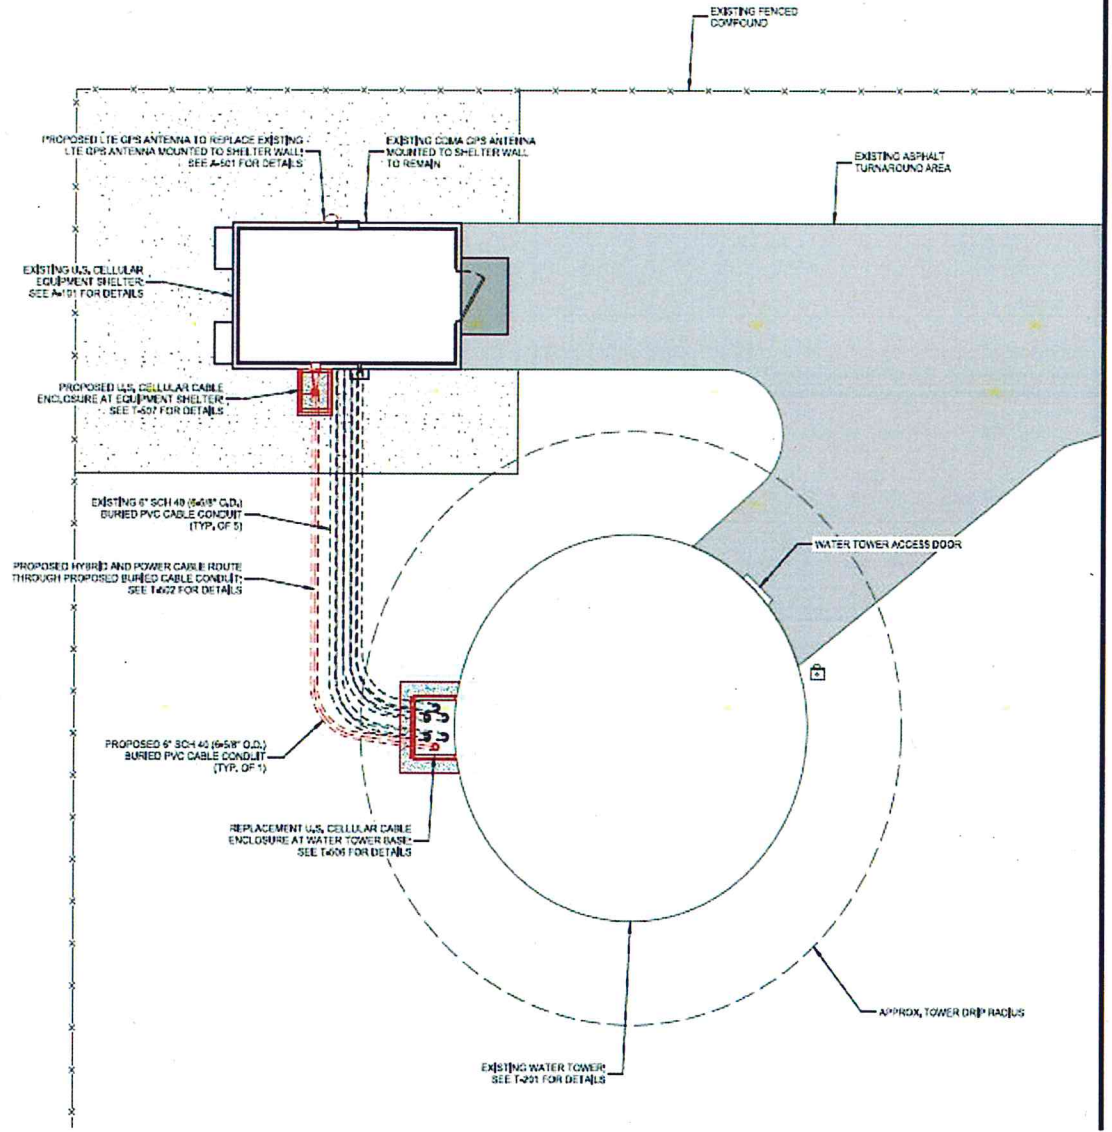 EXISTING FENCED
COMPOUND
PROPOSED LTE GPS ANTENNA TO REPLACE EXISTING
LTE GPS ANTENNA MOUNTED TO SHELTER WALL;
SEE A-501 FOR DETAILS
EXISTING CDMA GPS ANTENNA
MOUNTED TO SHELTER WALL
TO REMAIN
EXISTING ASPHALT
TURNAROUND AREA
EXISTING U.S. CELLULAR
EQUIPMENT SHELTER;
SEE A-101 FOR DETAILS
PROPOSED U.S. CELLULAR CABLE
ENCLOSURE AT EQUIPMENT SHELTER;
SEE T-507 FOR DETAILS
EXISTING 6" SCH 40 (6-5/8" O.D.)
BURIED PVC CABLE CONDUIT
(TYP. OF 5)
WATER TOWER ACCESS DOOR
PROPOSED HYBRID AND POWER CABLE ROUTE
THROUGH PROPOSED BURIED CABLE CONDUIT;
SEE T-502 FOR DETAILS
PROPOSED 6" SCH 40 (6-5/8" O.D.)
BURIED PVC CABLE CONDUIT
(TYP. OF 1)
REPLACEMENT U.S. CELLULAR CABLE
ENCLOSURE AT WATER TOWER BASE;
SEE T-506 FOR DETAILS
APPROX. TOWER DRIP RADIUS
EXISTING WATER TOWER;
SEE T-201 FOR DETAILS